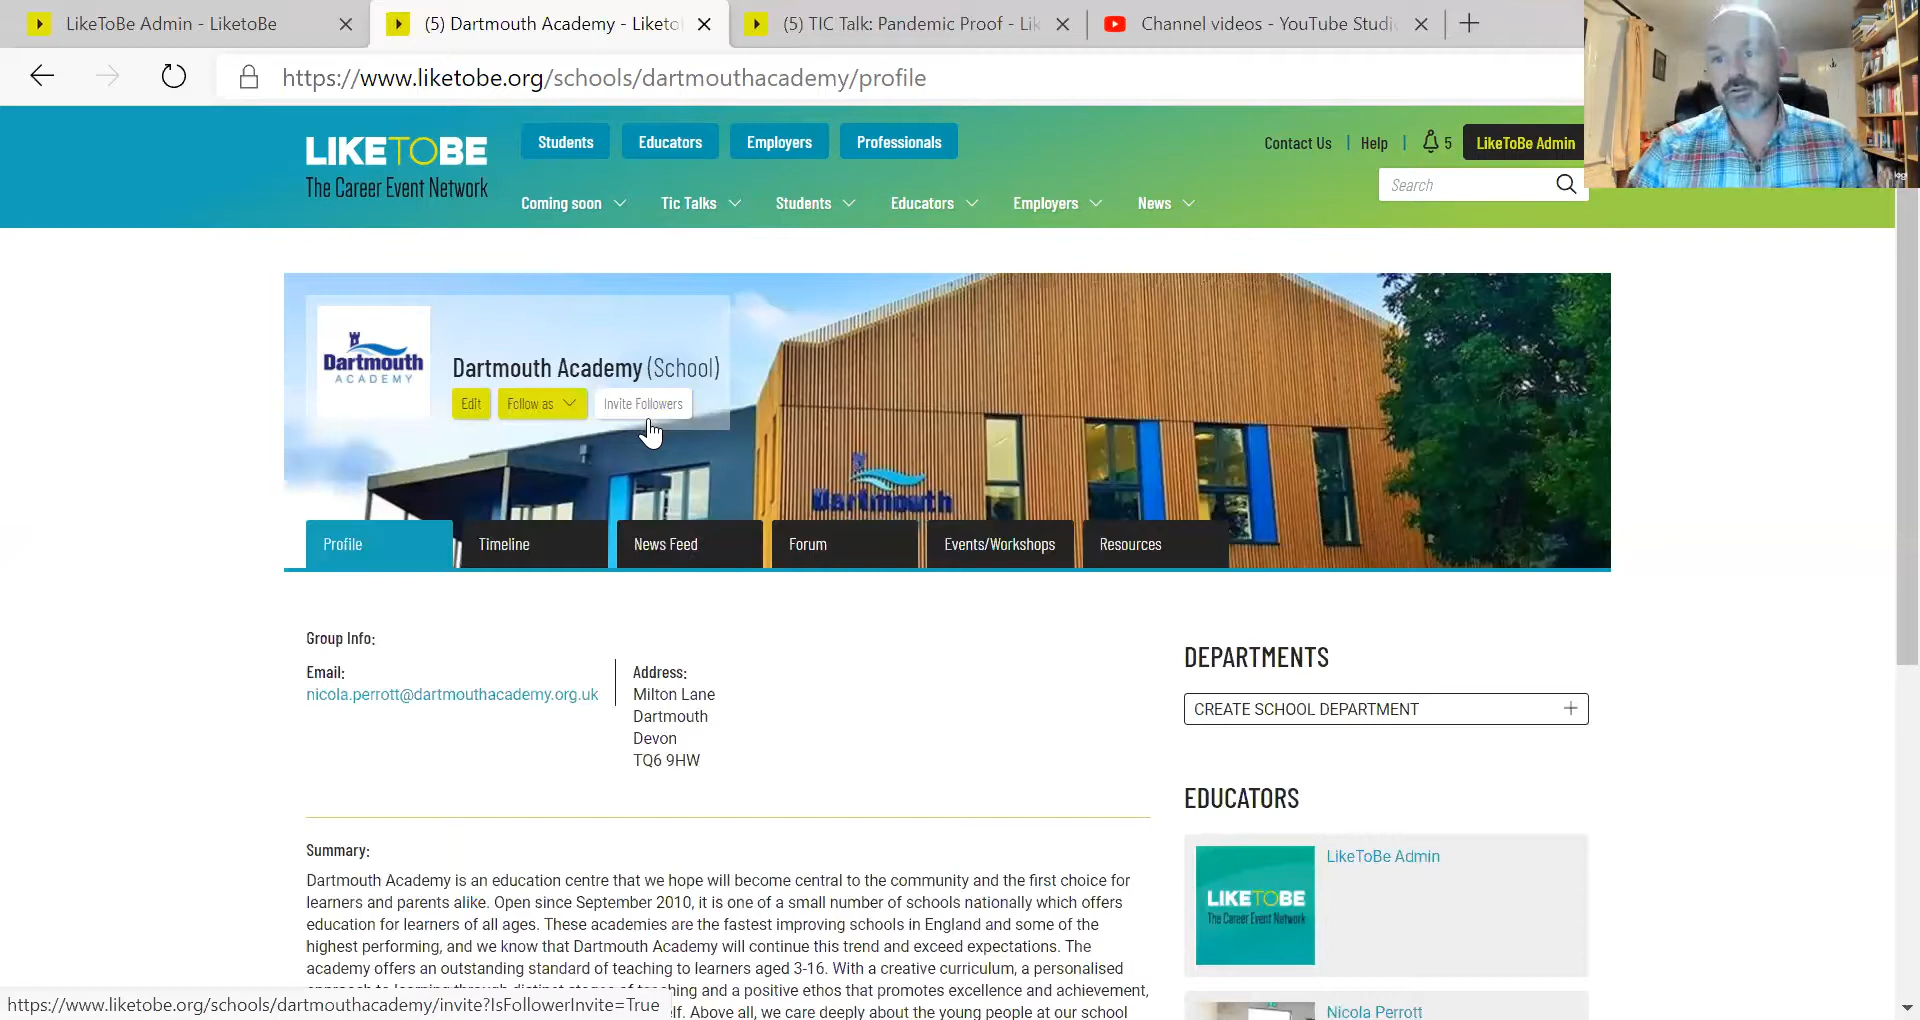 LikeToBe Admin - LiketoBe
(5) Dartmouth Academy - Liketo
(5) TIC Talk: Pandemic Proof - Lik
Channel videos - YouTube Studi
https://www.liketobe.org/schools/dartmouthacademy/profile
LIKETOBE
The Career Event Network
Students
Educators
Employers
Professionals
Contact Us
Help
5
LikeToBe Admin
Search
Coming soon
Tic Talks
Students
Educators
Employers
News
Dartmouth
ACADEMY
Dartmouth Academy (School)
Edit
Follow as
Invite Followers
Dartmouth
Profile
Timeline
News Feed
Forum
Events/Workshops
Resources
Group Info:
Email:
nicola.perrott@dartmouthacademy.org.uk
Address:
Milton Lane
Dartmouth
Devon
TQ6 9HW
DEPARTMENTS
CREATE SCHOOL DEPARTMENT
EDUCATORS
LikeToBe Admin
LIKETOBE
The Career Event Network
Nicola Perrott
Summary:
Dartmouth Academy is an education centre that we hope will become central to the community and the first choice for
learners and parents alike. Open since September 2010, it is one of a small number of schools nationally which offers
education for learners of all ages. These academies are the fastest improving schools in England and some of the
highest performing, and we know that Dartmouth Academy will continue this trend and exceed expectations. The
academy offers an outstanding standard of teaching to learners aged 3-16. With a creative curriculum, a personalised
and a positive ethos that promotes excellence and achievement,
Above all, we care deeply about the young people at our school
https://www.liketobe.org/schools/dartmouthacademy/invite?IsFollowerInvite=True